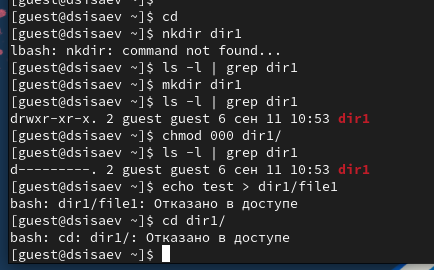 [guest@dsisaev ~]$
[guest@dsisaev ~]$ cd
[guest@dsisaev ~]$ nkdir dir1
lbash: nkdir: command not found...
[guest@dsisaev ~]$ ls -l | grep dir1
[guest@dsisaev ~]$ mkdir dir1
[guest@dsisaev ~]$ ls -l | grep dir1
drwxr-xr-x. 2 guest guest 6 сен 11 10:53 dir1
[guest@dsisaev ~]$ chmod 000 dir1/
[guest@dsisaev ~]$ ls -l | grep dir1
d---------. 2 guest guest 6 сен 11 10:53 dir1
[guest@dsisaev ~]$ echo test > dir1/file1
bash: dir1/file1: Отказано в доступе
[guest@dsisaev ~]$ cd dir1/
bash: cd: dir1/: Отказано в доступе
[guest@dsisaev ~]$